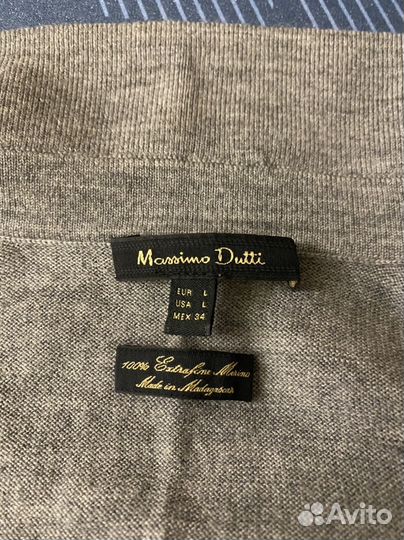 Massimo Dutti
EUR L
USA L
MEX 34
100% Extrafine Merino
Made in Madagascar
Avito